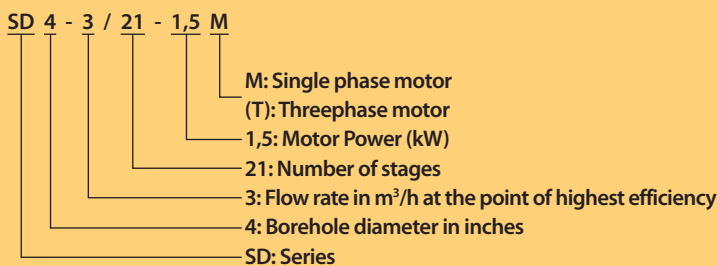 SD 4 - 3 / 21 - 1,5 M
M: Single phase motor
(T): Threephase motor
1,5: Motor Power (kW)
21: Number of stages
3: Flow rate in m³/h at the point of highest efficiency
4: Borehole diameter in inches
SD: Series